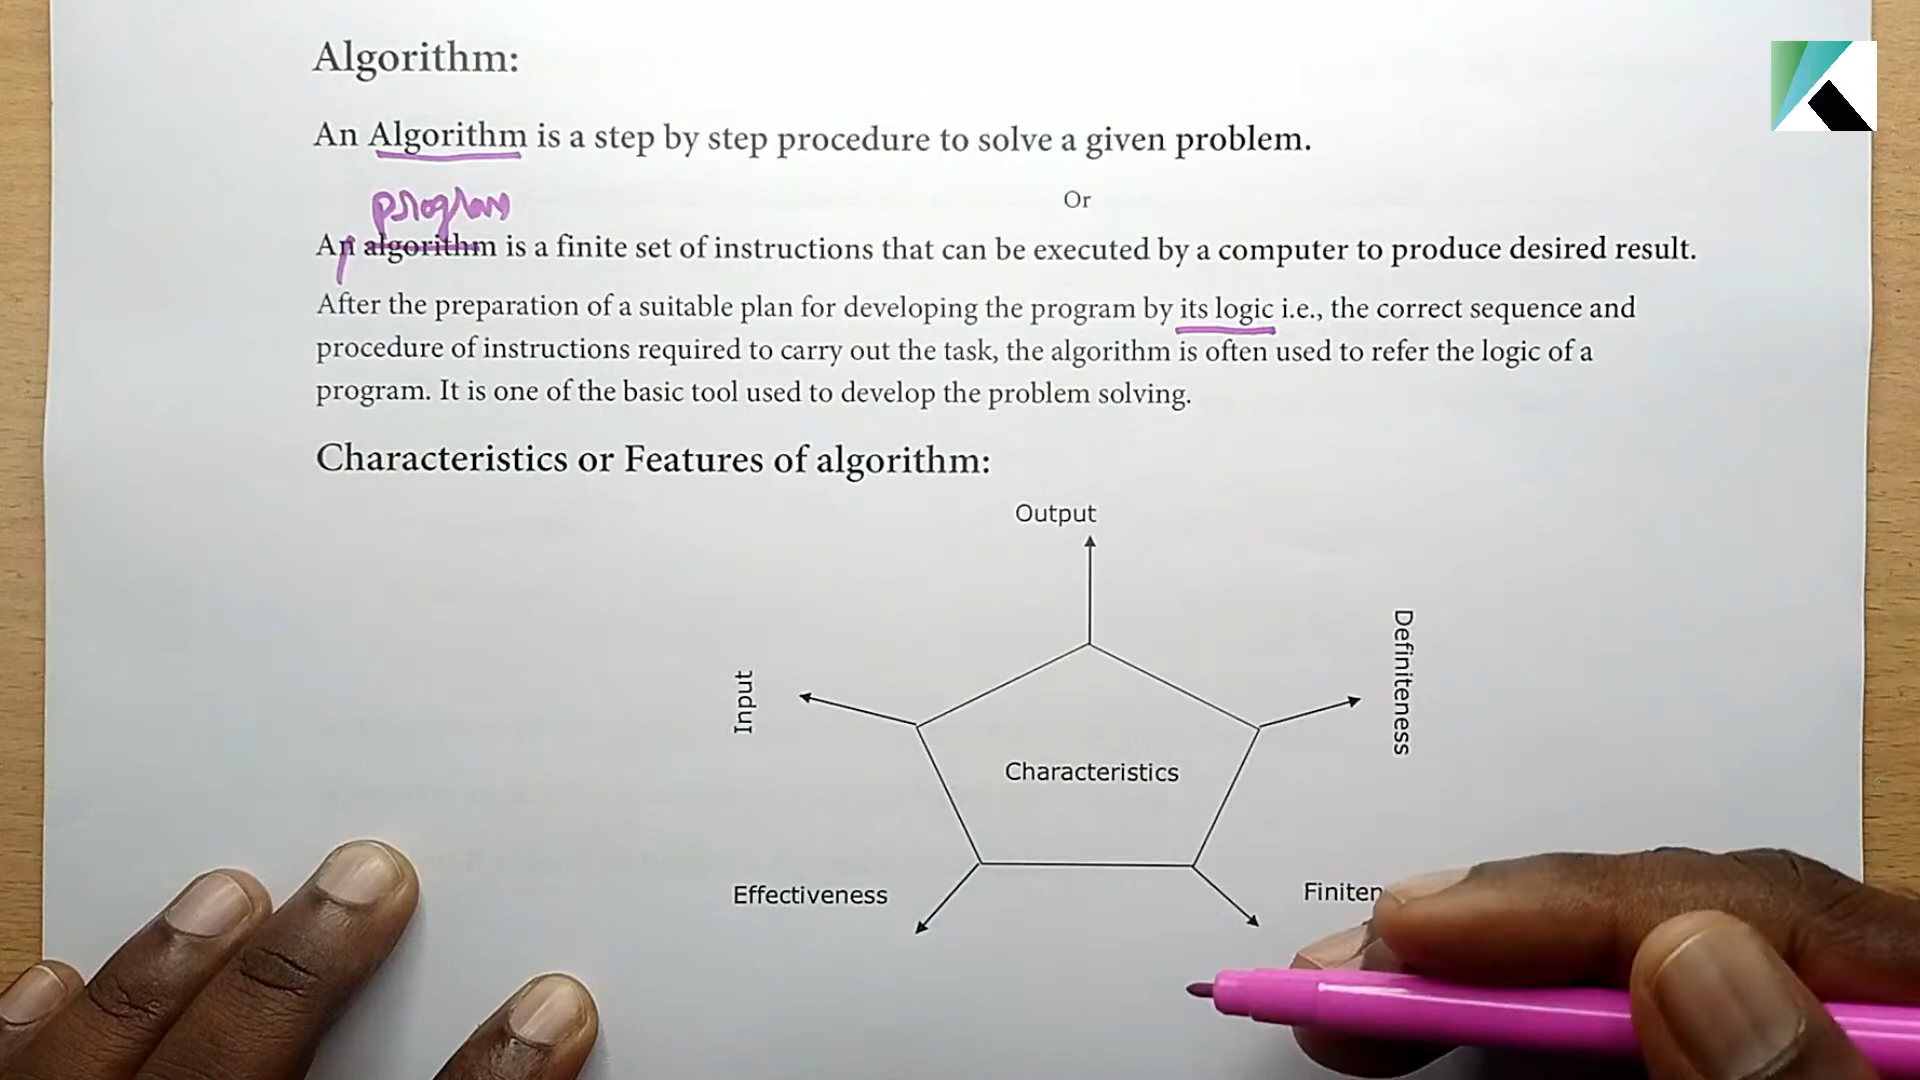 Algorithm:
An Algorithm is a step by step procedure to solve a given problem.
Or
program
An algorithm is a finite set of instructions that can be executed by a computer to produce desired result.
After the preparation of a suitable plan for developing the program by its logic i.e., the correct sequence and
procedure of instructions required to carry out the task, the algorithm is often used to refer the logic of a
program. It is one of the basic tool used to develop the problem solving.
Characteristics or Features of algorithm:
Output
Definiteness
Input
Characteristics
Effectiveness
Finiten